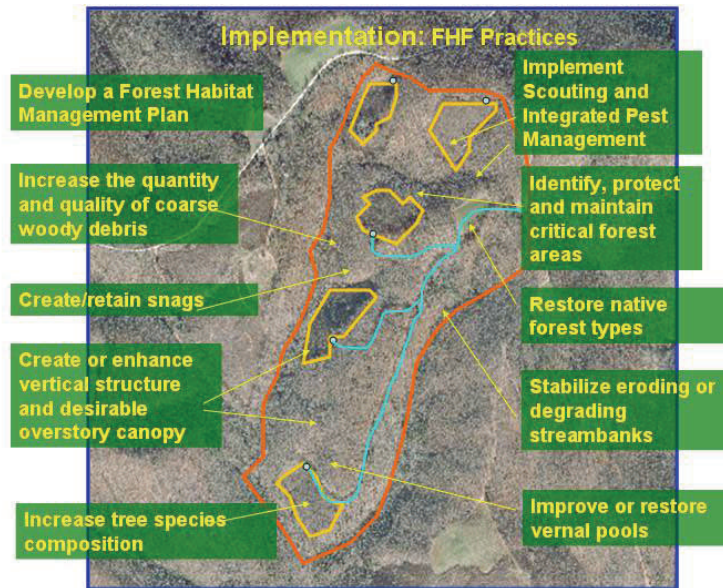 Implementation: FHF Practices
Develop a Forest Habitat
Management Plan
Increase the quantity
and quality of coarse
woody debris
Create/retain snags
Create or enhance
vertical structure
and desirable
overstory canopy
Increase tree species
composition
Implement
Scouting and
Integrated Pest
Management
Identify, protect
and maintain
critical forest
areas
Restore native
forest types
Stabilize eroding or
degrading
streambanks
Improve or restore
vernal pools